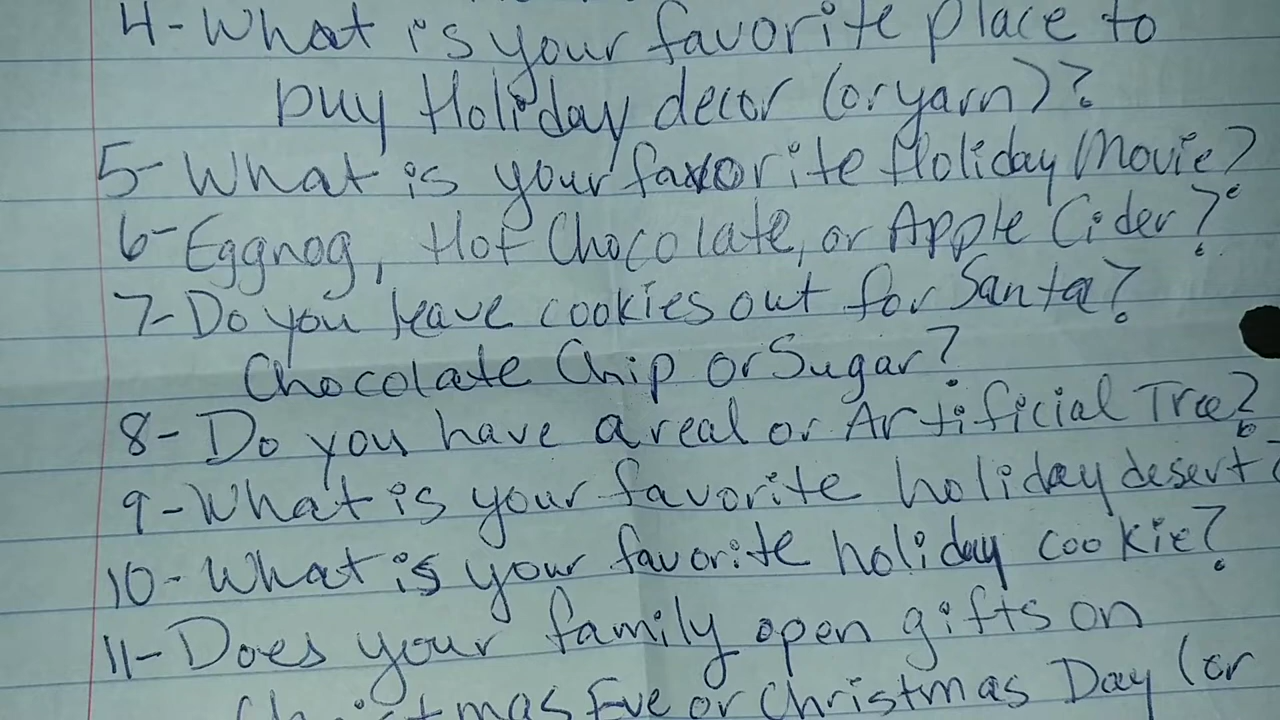 4-What is your favorite place to
buy Holiday decor (or yarn)?
5-What is your favorite Holiday Movie?
6-Eggnog, Hot Chocolate, or Apple Cider?
7-Do you leave cookies out for Santa?
Chocolate Chip or Sugar?
8-Do you have a real or Artificial Tree?
9-What is your favorite holiday desert?
10-What is your favorite holiday cookie?
11-Does your family open gifts on
Christmas Eve or Christmas Day (or